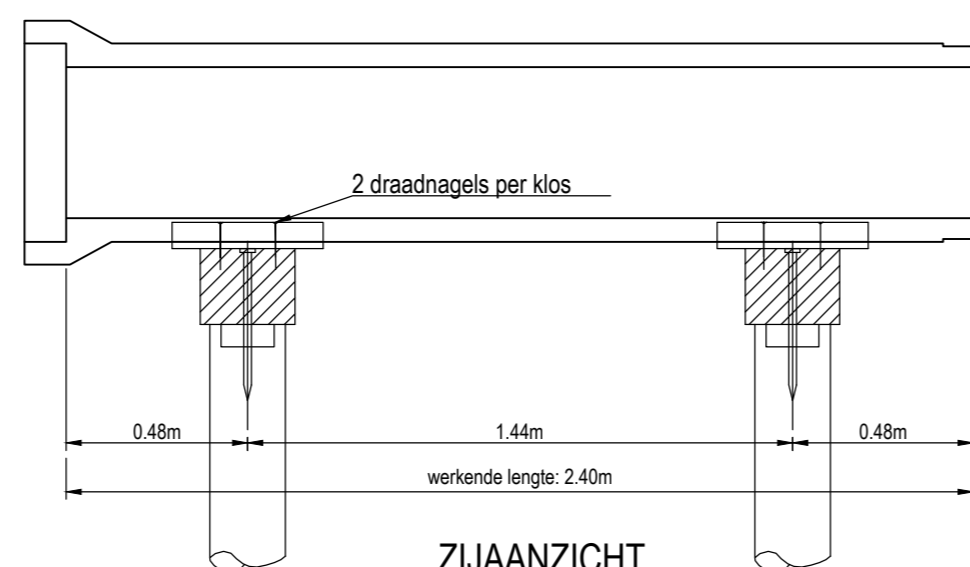 2 draadnagels per klos
0.48m
1.44m
0.48m
werkende lengte: 2.40m
ZIJAANZICHT